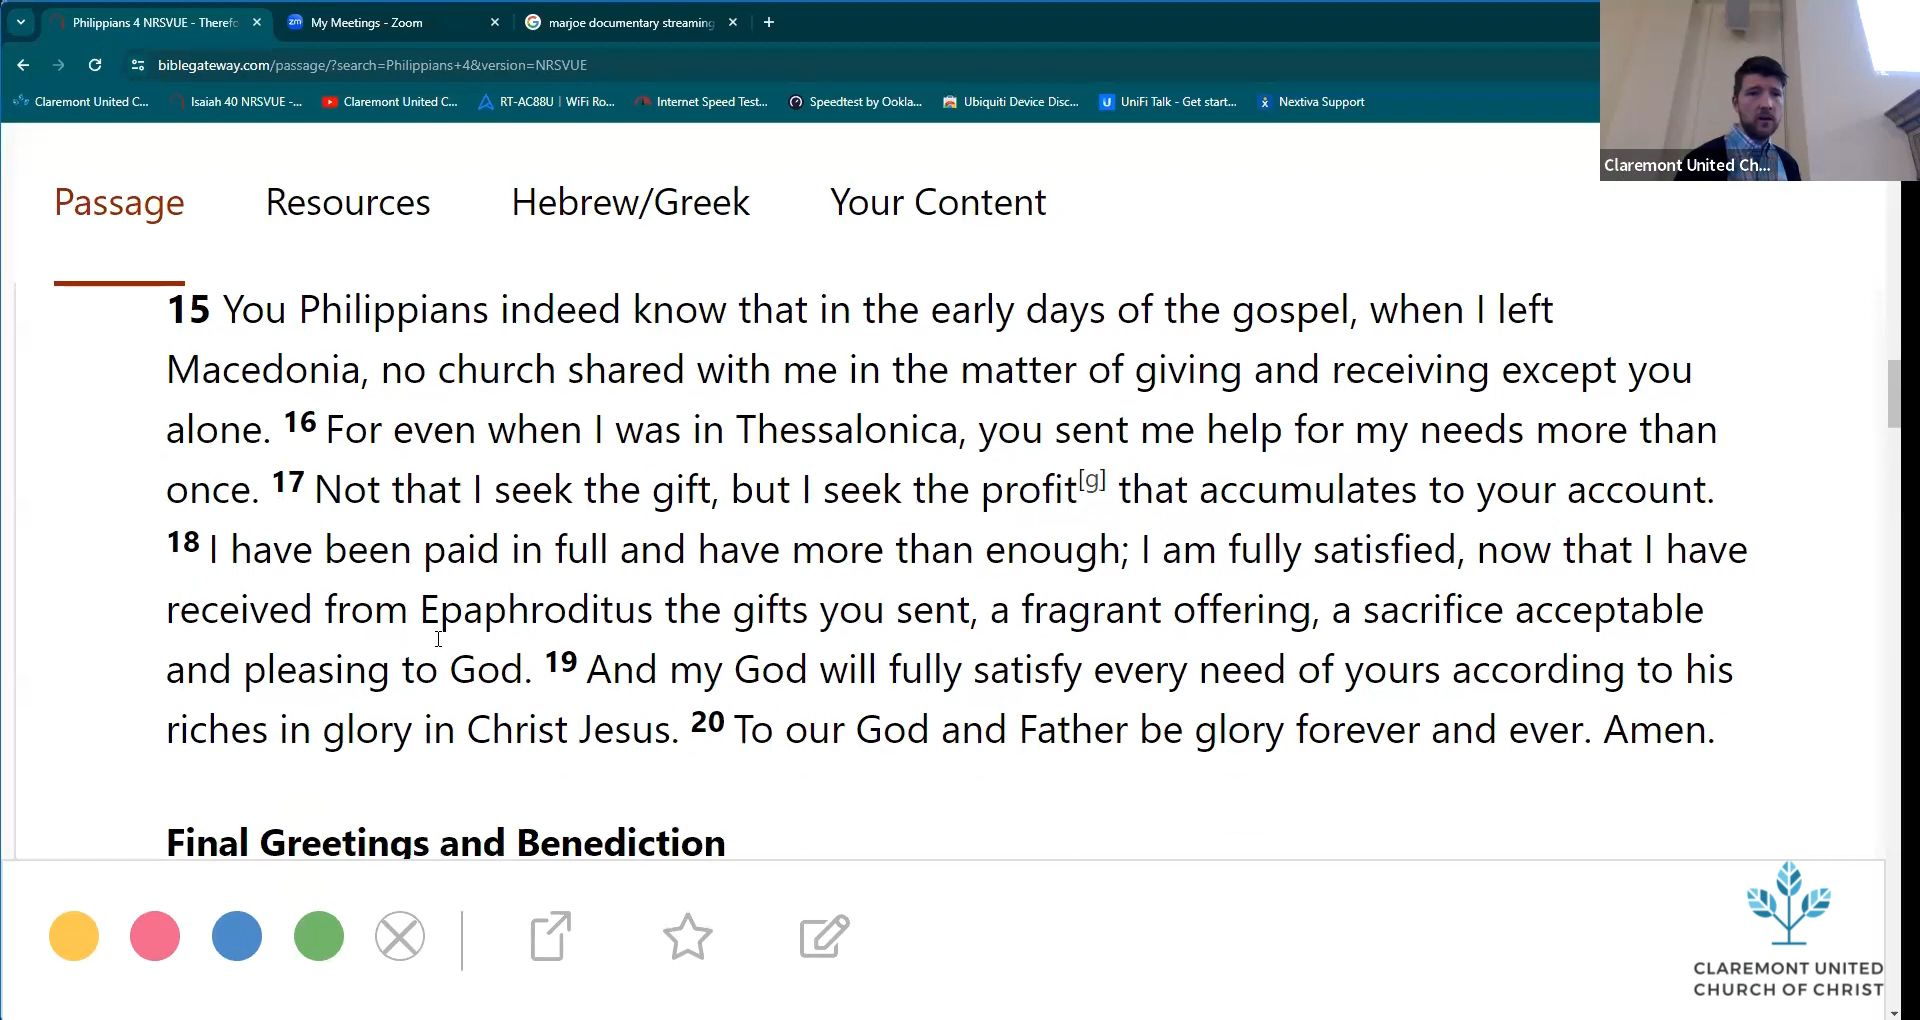 Philippians 4 NRSVUE - Therefo
My Meetings - Zoom
marjoe documentary streaming
biblegateway.com/passage/?search=Philippians+4&version=NRSVUE
Claremont United C...
Isaiah 40 NRSVUE -...
Claremont United C...
RT-AC88U | WiFi Ro...
Internet Speed Test...
Speedtest by Ookla...
Ubiquiti Device Disc...
UniFi Talk - Get start...
Nextiva Support
Claremont United Ch...
Passage
Resources
Hebrew/Greek
Your Content
15 You Philippians indeed know that in the early days of the gospel, when I left
Macedonia, no church shared with me in the matter of giving and receiving except you
alone. 16 For even when I was in Thessalonica, you sent me help for my needs more than
once. 17 Not that I seek the gift, but I seek the profit[g] that accumulates to your account.
18 I have been paid in full and have more than enough; I am fully satisfied, now that I have
received from Epaphroditus the gifts you sent, a fragrant offering, a sacrifice acceptable
and pleasing to God. 19 And my God will fully satisfy every need of yours according to his
riches in glory in Christ Jesus. 20 To our God and Father be glory forever and ever. Amen.
Final Greetings and Benediction
CLAREMONT UNITED
CHURCH OF CHRIST